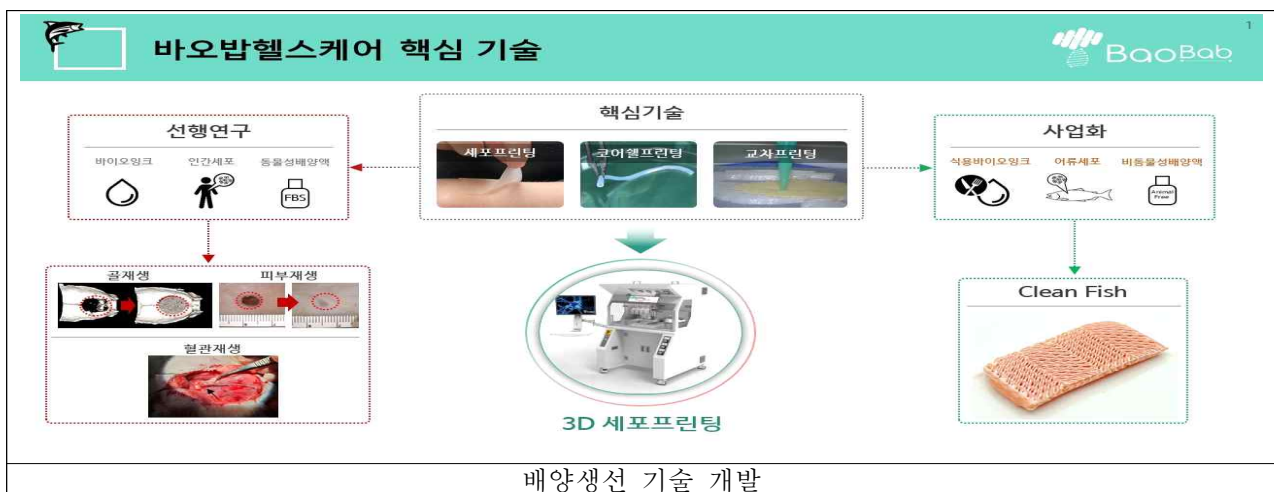 1
바오밥헬스케어 핵심 기술
BaoBab
선행연구
바이오잉크 인간세포 동물성배양액
FBS
핵심기술
세포프린팅 코어쉘프린팅 교차프린팅
사업화
식용바이오잉크 어류세포 비동물성배양액
Animal
Free
골재생 피부재생
혈관재생
3D 세포프린팅
Clean Fish
배양생선 기술 개발